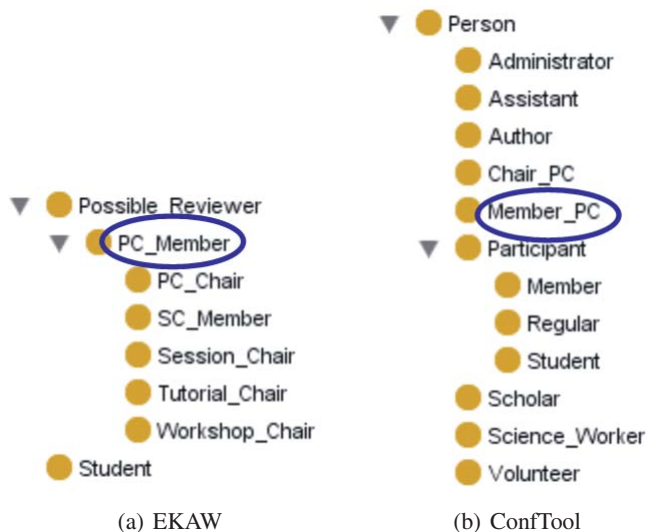 Possible_Reviewer
PC_Member
PC_Chair
SC_Member
Session_Chair
Tutorial_Chair
Workshop_Chair
Student
(a) EKAW
Person
Administrator
Assistant
Author
Chair_PC
Member_PC
Participant
Member
Regular
Student
Scholar
Science_Worker
Volunteer
(b) ConfTool